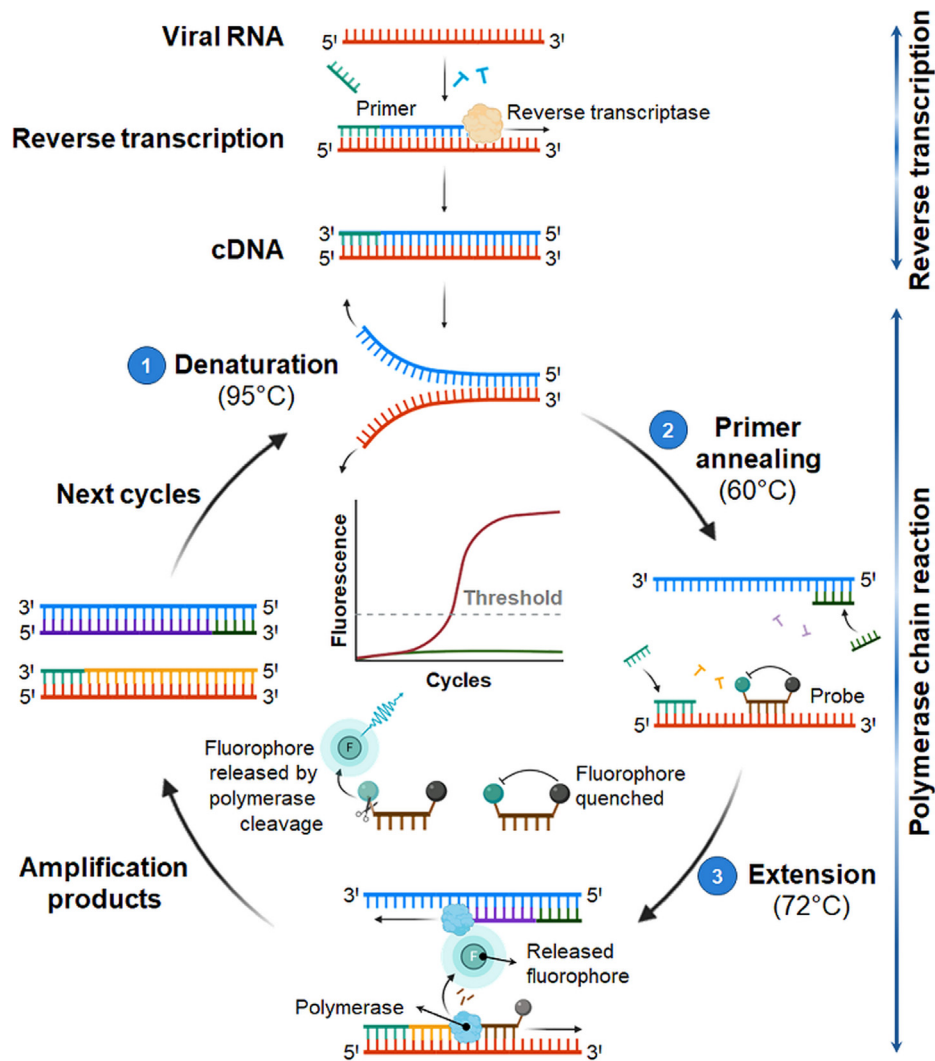 Viral RNA
5'
3'
Primer
Reverse transcriptase
Reverse transcription
5'
3'
3'
5'
cDNA
5'
3'
Reverse transcription
1
Denaturation
(95°C)
5'
3'
2
Primer
annealing
(60°C)
Next cycles
Fluorescence
Threshold
Cycles
3'
5'
3'
5'
5'
3'
3'
5'
5'
3'
Probe
5'
3'
Polymerase chain reaction
F
Fluorophore
released by
polymerase
cleavage
Fluorophore
quenched
Amplification
products
3
Extension
(72°C)
3'
5'
F
Released
fluorophore
Polymerase
5'
3'